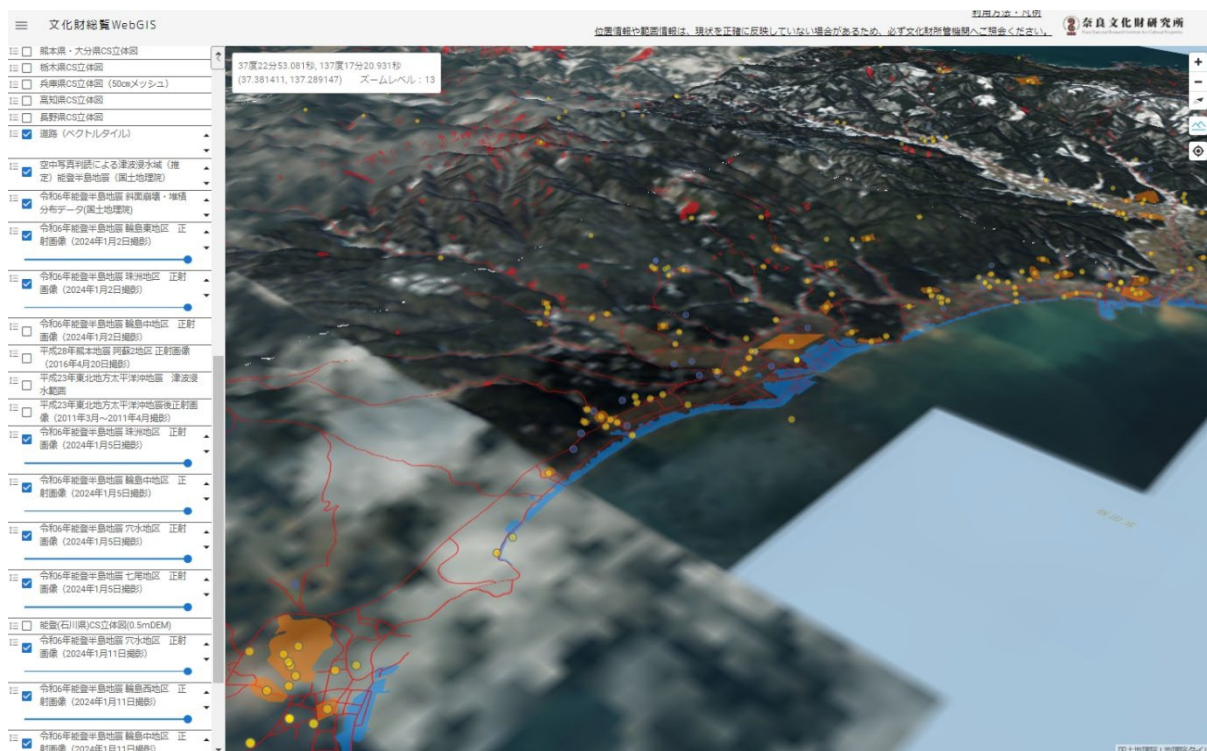 文化財総覧WebGIS
利用方法・凡例
位置情報や範囲情報は、現状を正確に反映していない場合があるため、必ず文化財所管機関へご照会ください。
奈良文化財研究所
熊本県・大分県CS立体図
栃木県CS立体図
兵庫県CS立体図（50cmメッシュ）
高知県CS立体図
長野県CS立体図
道路（ベクトルタイル）
空中写真判読による津波浸水域（推
定）能登半島地震（国土地理院）
令和6年能登半島地震 斜面崩壊・堆積
分布データ(国土地理院)
令和6年能登半島地震 輪島東地区 正
射画像（2024年1月2日撮影）
令和6年能登半島地震 珠洲地区 正射
画像（2024年1月2日撮影）
令和6年能登半島地震 輪島中地区 正射
画像（2024年1月2日撮影）
平成28年熊本地震 阿蘇2地区 正射画像
（2016年4月20日撮影）
平成23年東北地方太平洋沖地震 津波浸
水範囲
平成23年東北地方太平洋沖地震後正射画
像（2011年3月～2011年4月撮影）
令和6年能登半島地震 珠洲地区 正射
画像（2024年1月5日撮影）
令和6年能登半島地震 輪島中地区 正
射画像（2024年1月5日撮影）
令和6年能登半島地震 穴水地区 正射
画像（2024年1月5日撮影）
令和6年能登半島地震 七尾地区 正射
画像（2024年1月5日撮影）
能登(石川県)CS立体図(0.5mDEM)
令和6年能登半島地震 穴水地区 正射
画像（2024年1月11日撮影）
令和6年能登半島地震 輪島西地区 正
射画像（2024年1月11日撮影）
令和6年能登半島地震 輪島中地区 正
射画像（2024年1月11日撮影）
37度22分53.081秒, 137度17分20.931秒
(37.381411, 137.289147) ズームレベル：13